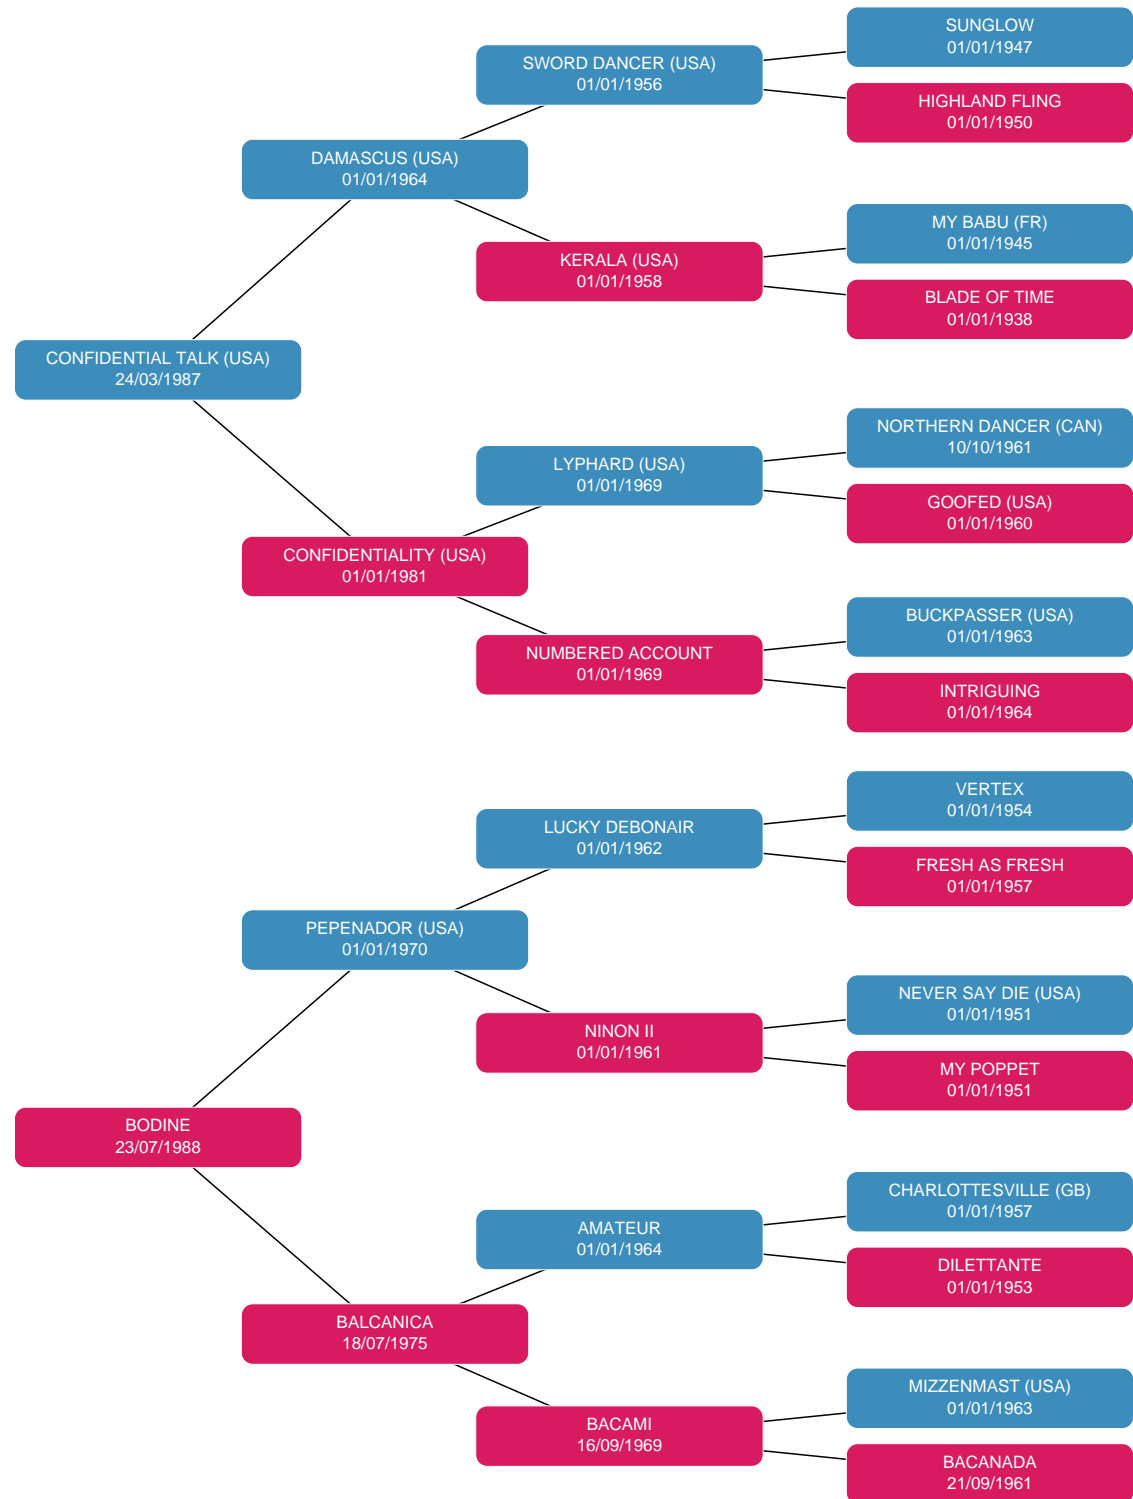 SUNGLOW
01/01/1947
SWORD DANCER (USA)
01/01/1956
HIGHLAND FLING
01/01/1950
DAMASCUS (USA)
01/01/1964
MY BABU (FR)
01/01/1945
KERALA (USA)
01/01/1958
BLADE OF TIME
01/01/1938
CONFIDENTIAL TALK (USA)
24/03/1987
NORTHERN DANCER (CAN)
10/10/1961
LYPHARD (USA)
01/01/1969
GOOFED (USA)
01/01/1960
CONFIDENTIALITY (USA)
01/01/1981
BUCKPASSER (USA)
01/01/1963
NUMBERED ACCOUNT
01/01/1969
INTRIGUING
01/01/1964
VERTEX
01/01/1954
LUCKY DEBONAIR
01/01/1962
FRESH AS FRESH
01/01/1957
PEPENADOR (USA)
01/01/1970
NEVER SAY DIE (USA)
01/01/1951
NINON II
01/01/1961
MY POPPET
01/01/1951
BODINE
23/07/1988
CHARLOTTESVILLE (GB)
01/01/1957
AMATEUR
01/01/1964
DILETTANTE
01/01/1953
BALCANICA
18/07/1975
MIZZENMAST (USA)
01/01/1963
BACAMI
16/09/1969
BACANADA
21/09/1961